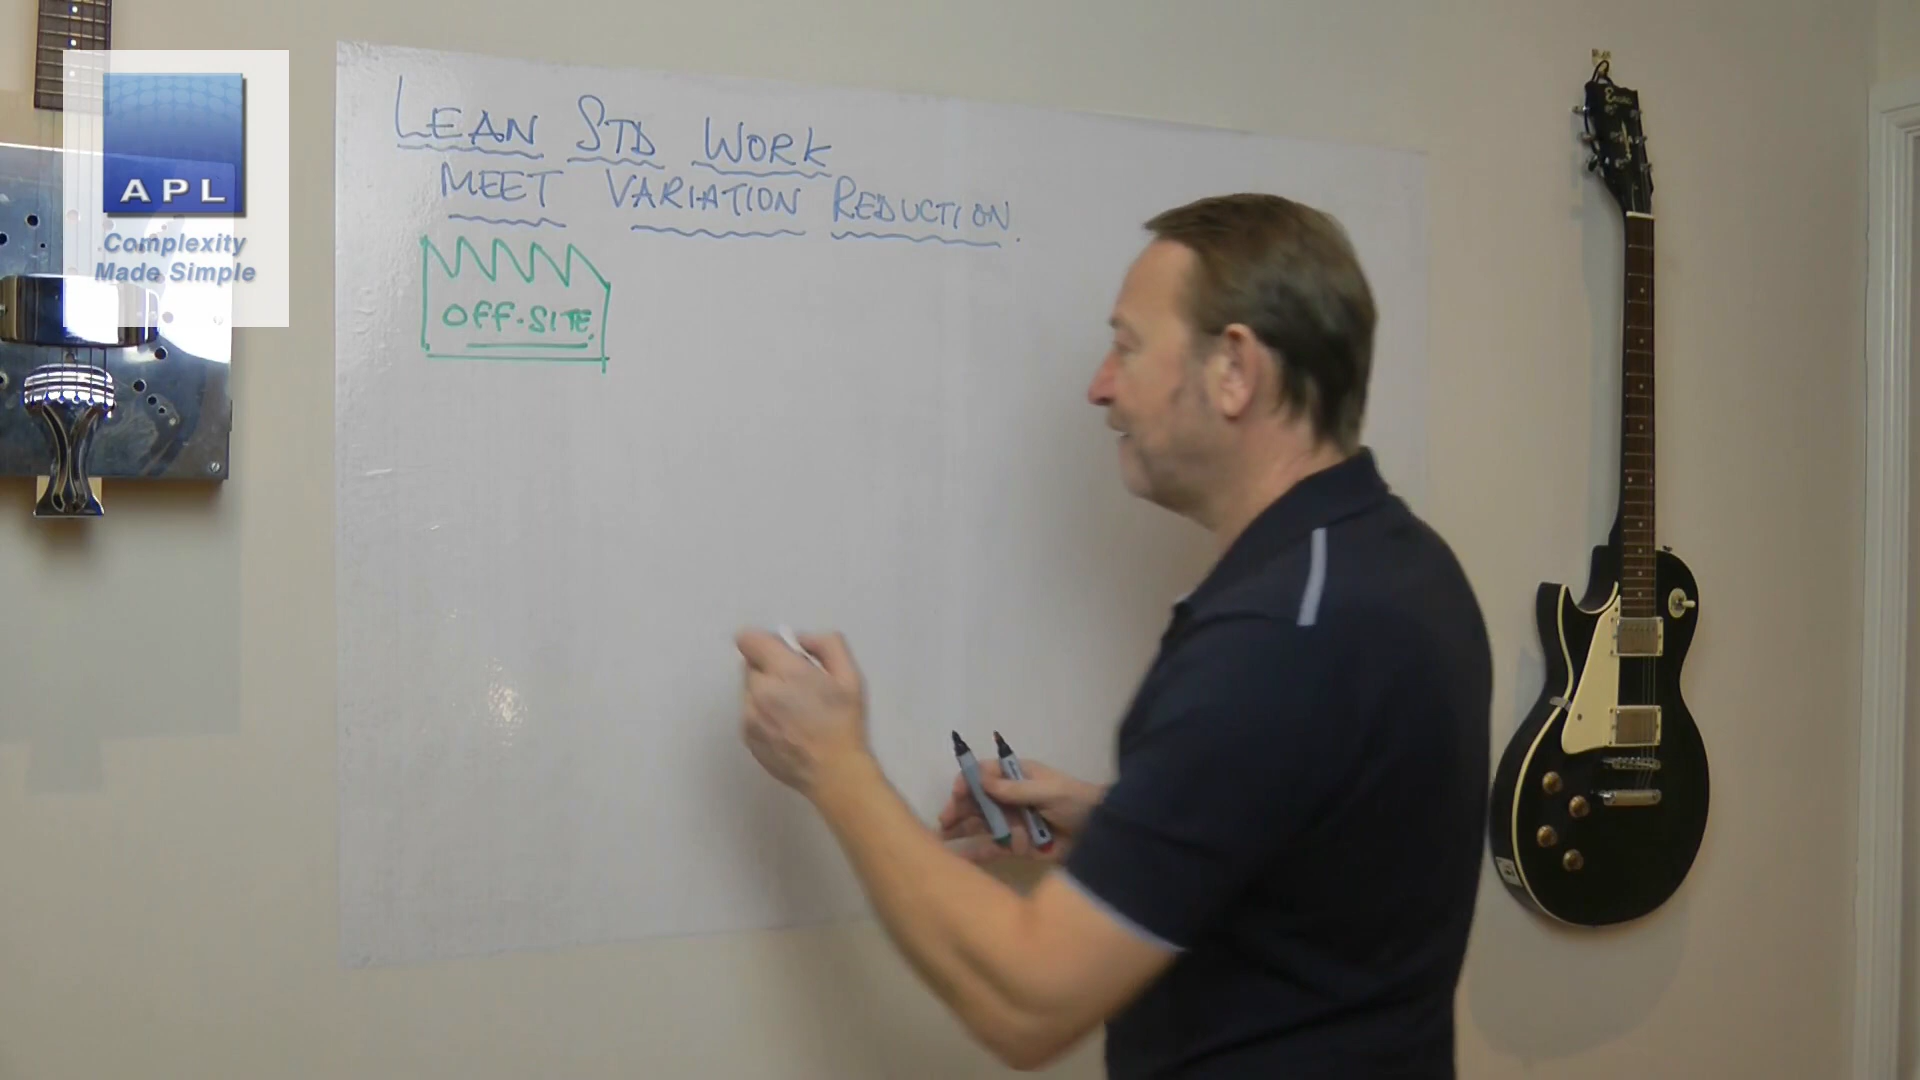 LEAN STD WORK
MEET VARIATION REDUCTION.
OFF-SITE.
APL
Complexity
Made Simple